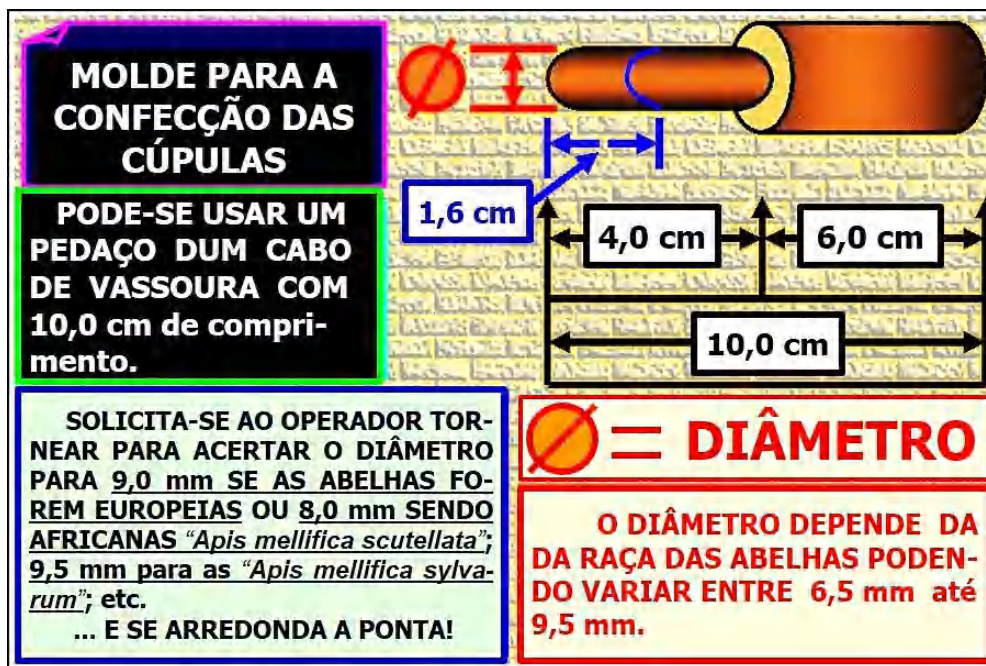 MOLDE PARA A
CONFECÇÃO DAS
CÚPULAS
PODE-SE USAR UM
PEDAÇO DUM CABO
DE VASSOURA COM
10,0 cm de compri-
mento.
1,6 cm
4,0 cm
6,0 cm
10,0 cm
SOLICITA-SE AO OPERADOR TOR-
NEAR PARA ACERTAR O DIÂMETRO
PARA 9,0 mm SE AS ABELHAS FO-
REM EUROPEIAS OU 8,0 mm SENDO
AFRICANAS “Apis mellifica scutellata”;
9,5 mm para as “Apis mellifica sylva-
rum”; etc.
... E SE ARREDONDA A PONTA!
= DIÂMETRO
O DIÂMETRO DEPENDE DA
DA RAÇA DAS ABELHAS PODEN-
DO VARIAR ENTRE 6,5 mm até
9,5 mm.